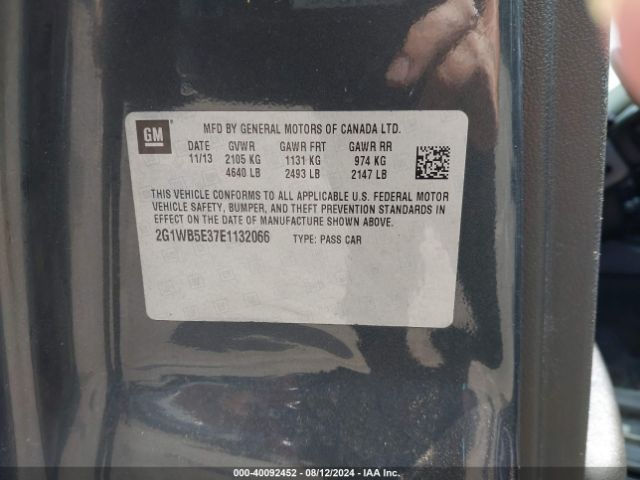 GM
MFD BY GENERAL MOTORS OF CANADA LTD.
DATE GVWR GAWR FRT GAWR RR
11/13 2105 KG 1131 KG 974 KG
4640 LB 2493 LB 2147 LB
THIS VEHICLE CONFORMS TO ALL APPLICABLE U.S. FEDERAL MOTOR
VEHICLE SAFETY, BUMPER, AND THEFT PREVENTION STANDARDS IN
EFFECT ON THE DATE OF MANUFACTURE SHOWN ABOVE.
2G1WB5E37E1132066 TYPE: PASS CAR
000-40092452 - 08/12/2024 - IAA Inc.